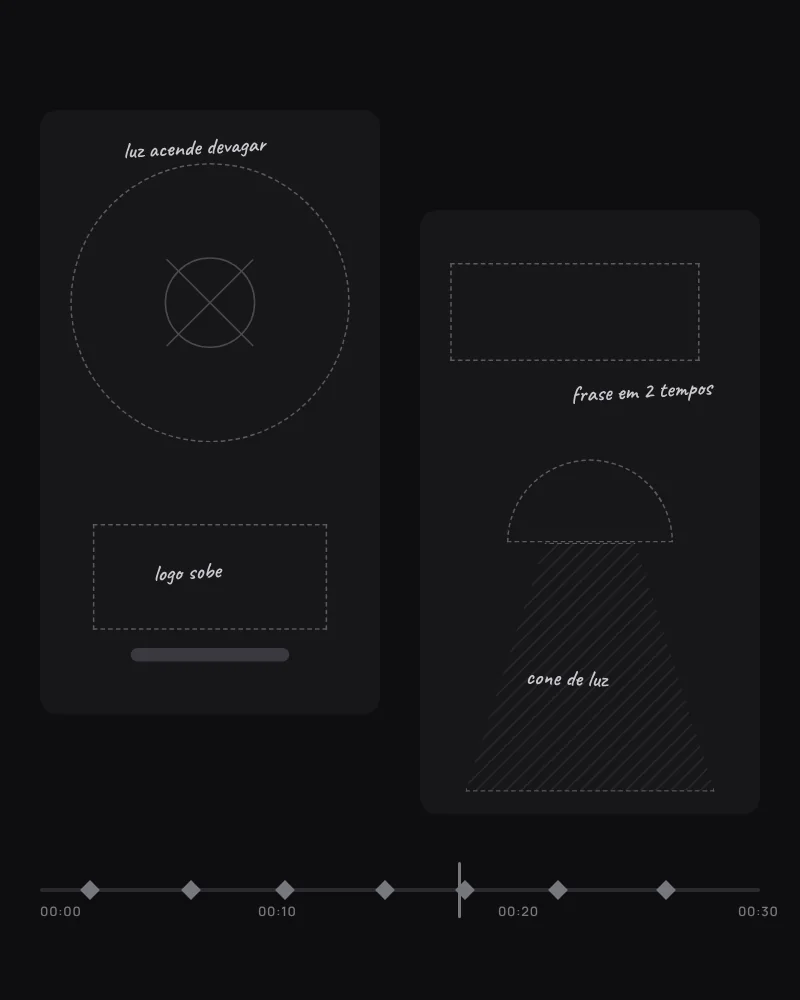 luz acende devagar
logo sobe
frase em 2 tempos
cone de luz
00:00
00:10
00:20
00:30